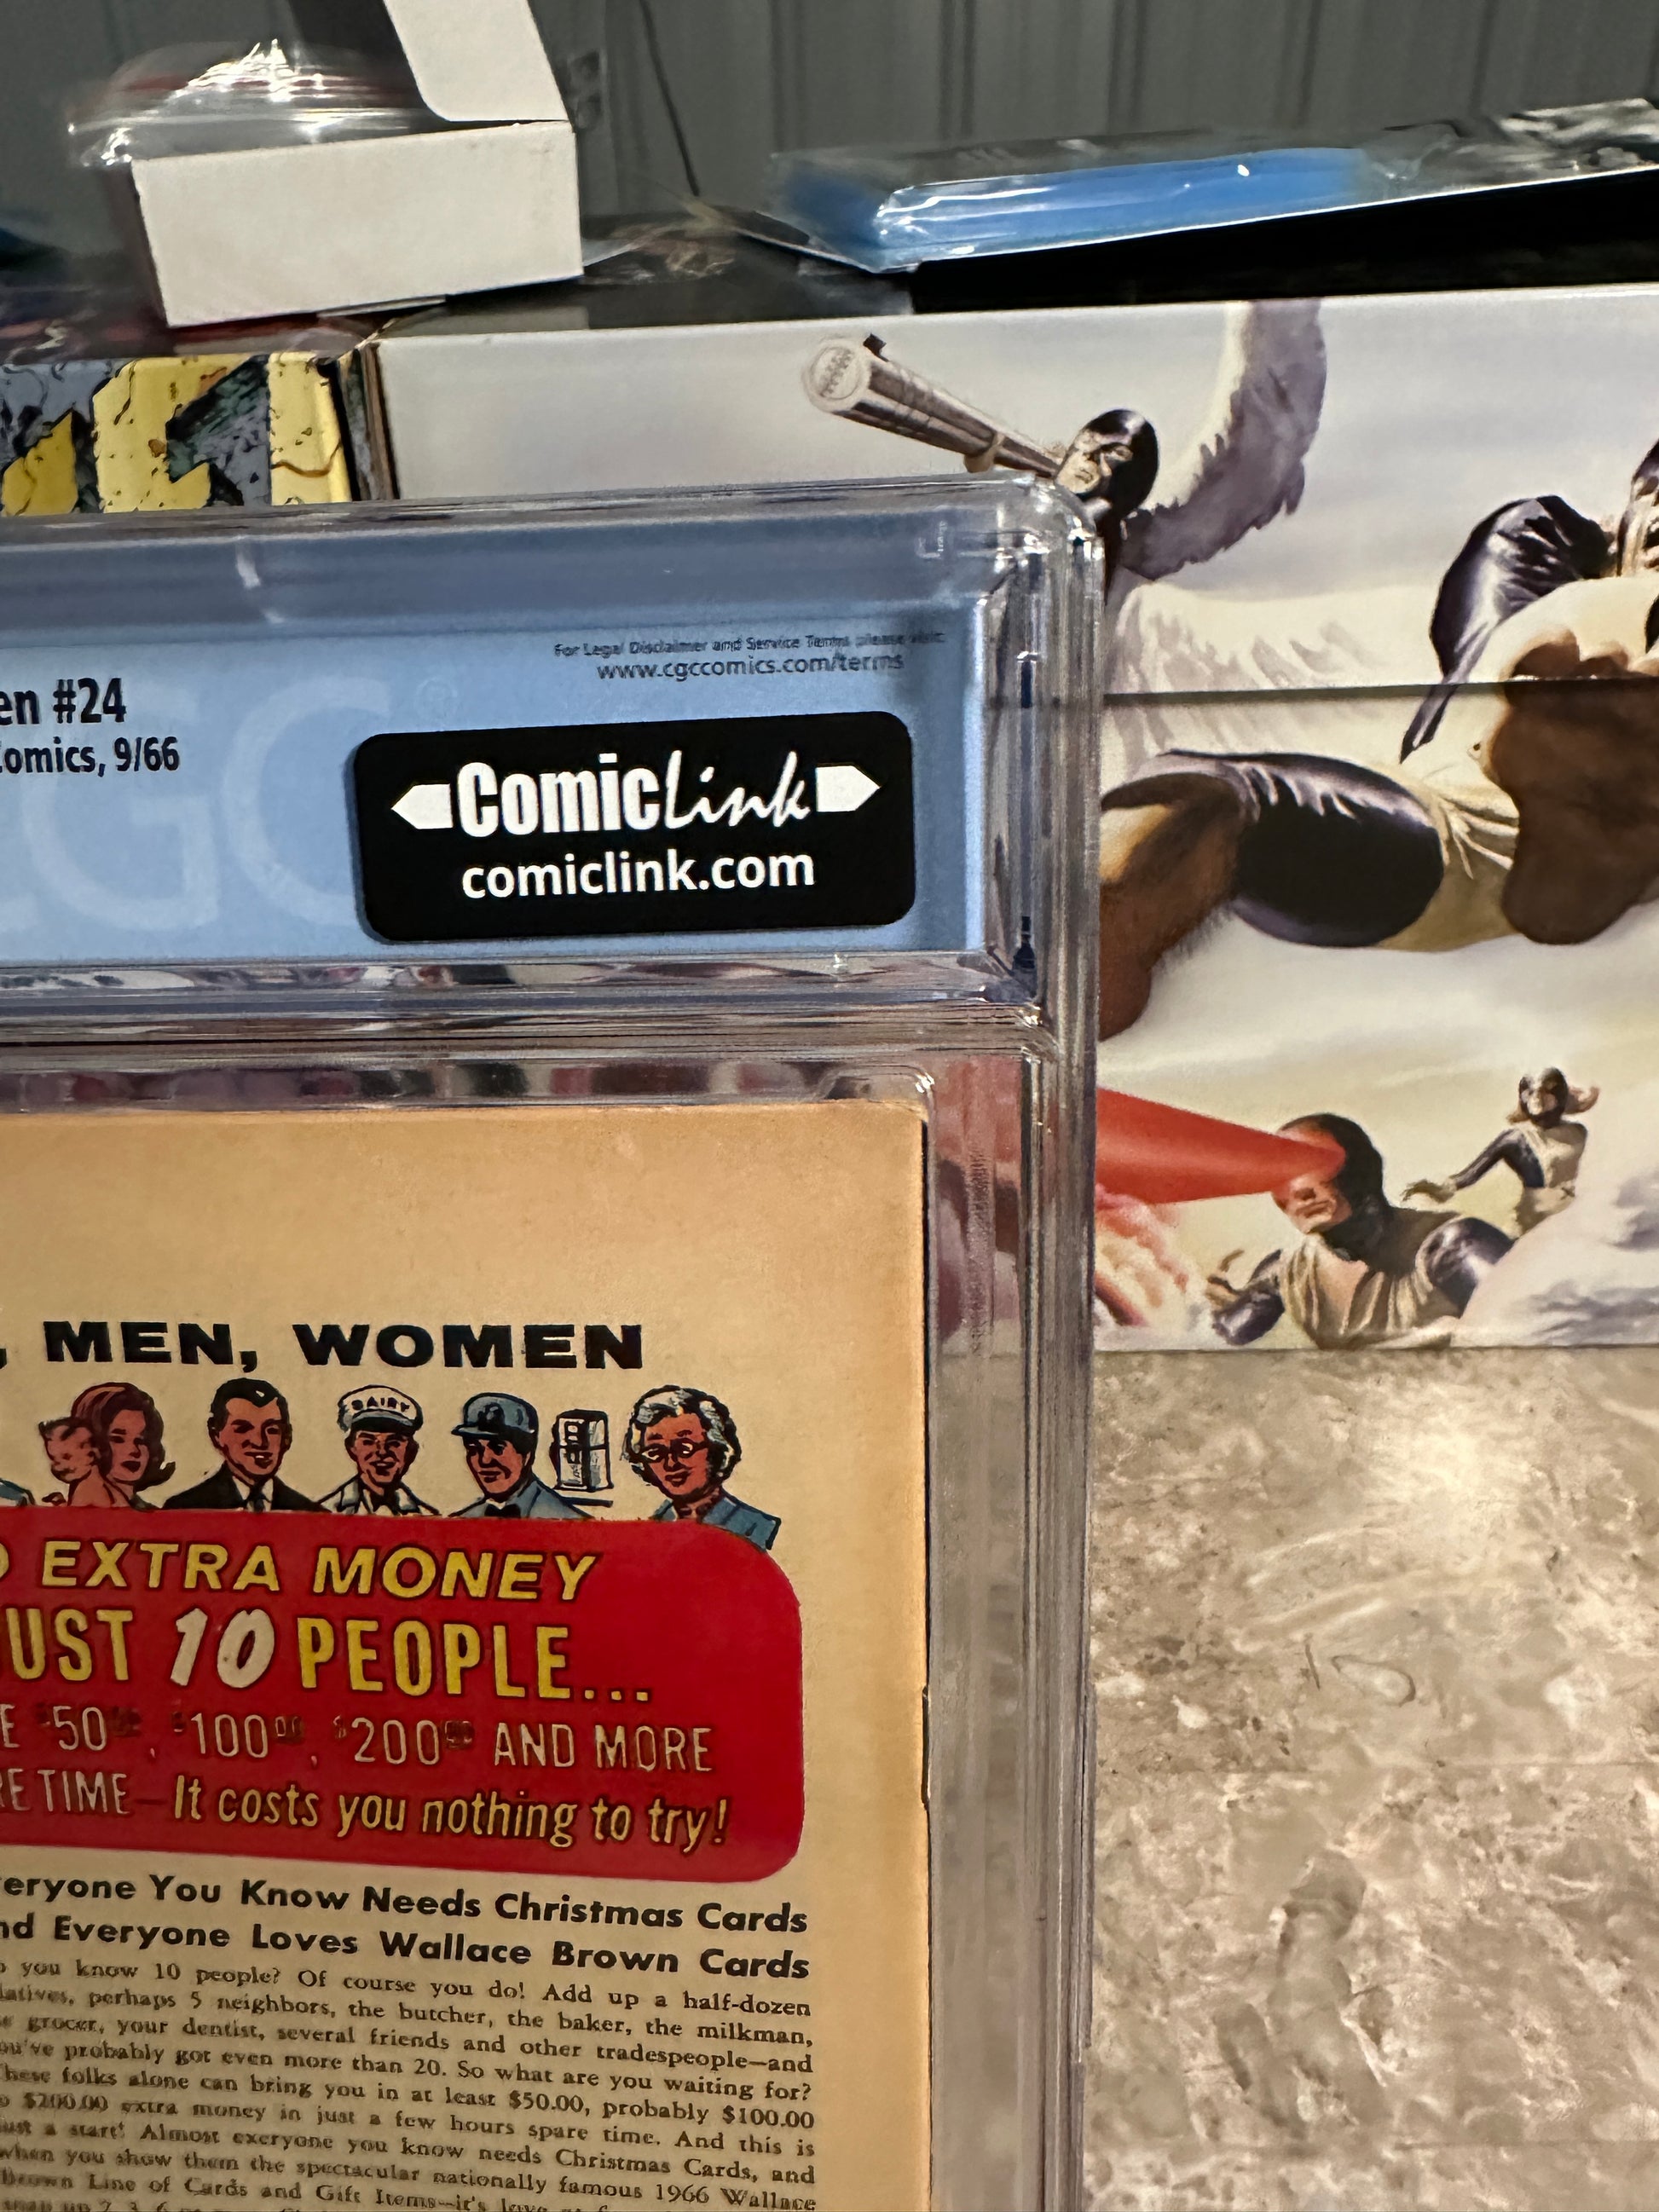 For Legal Disclaimer and Service Terms please visit:
www.cgccomics.com/terms
en #24
Comics, 9/66
CGC
ComicLink
comiclink.com
, MEN, WOMEN
DAIRY
EXTRA MONEY
UST 10 PEOPLE...
E $50, $100, $200 AND MORE
RE TIME—It costs you nothing to try!
eryone You Know Needs Christmas Cards
nd Everyone Loves Wallace Brown Cards
you know 10 people? Of course you do! Add up a half-dozen
latives, perhaps 5 neighbors, the butcher, the baker, the milkman,
grocer, your dentist, several friends and other tradespeople—and
ou've probably got even more than 20. So what are you waiting for?
hese folks alone can bring you in at least $50.00, probably $100.00
$200.00 extra money in just a few hours spare time. And this is
ust a start! Almost everyone you know needs Christmas Cards, and
when you show them the spectacular nationally famous 1966 Wallace
Brown Line of Cards and Gift Items—it's love at